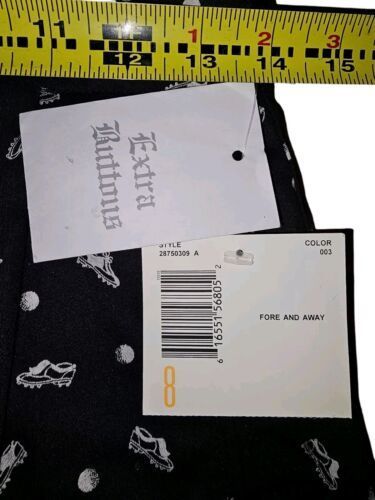 1 2 3
11 12 13 14 15
Extra
Buttons
STYLE
28750309 A
COLOR
003
FORE AND AWAY
6 16551 56805 2
8